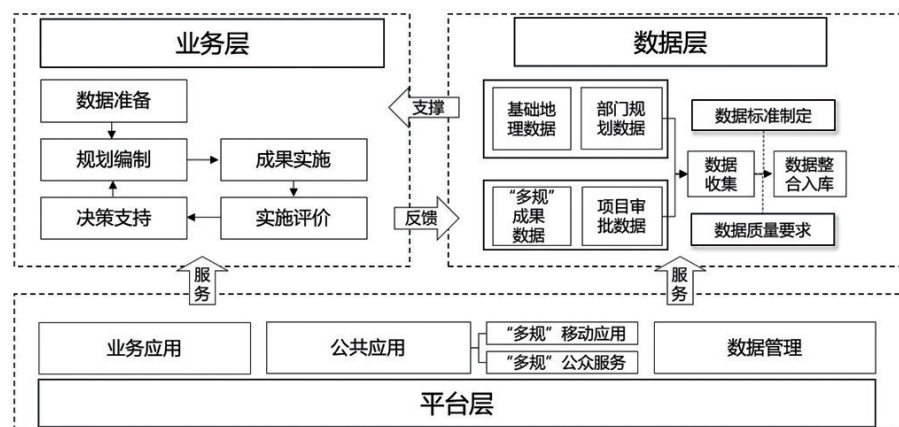 业务层
数据准备
规划编制
成果实施
决策支持
实施评价
支撑
反馈
数据层
基础地
理数据
部门规
划数据
“多规”
成果
数据
项目审
批数据
数据
收集
数据标准制定
数据整
合入库
数据质量要求
服
务
服
务
业务应用
公共应用
“多规”移动应用
“多规”公众服务
数据管理
平台层